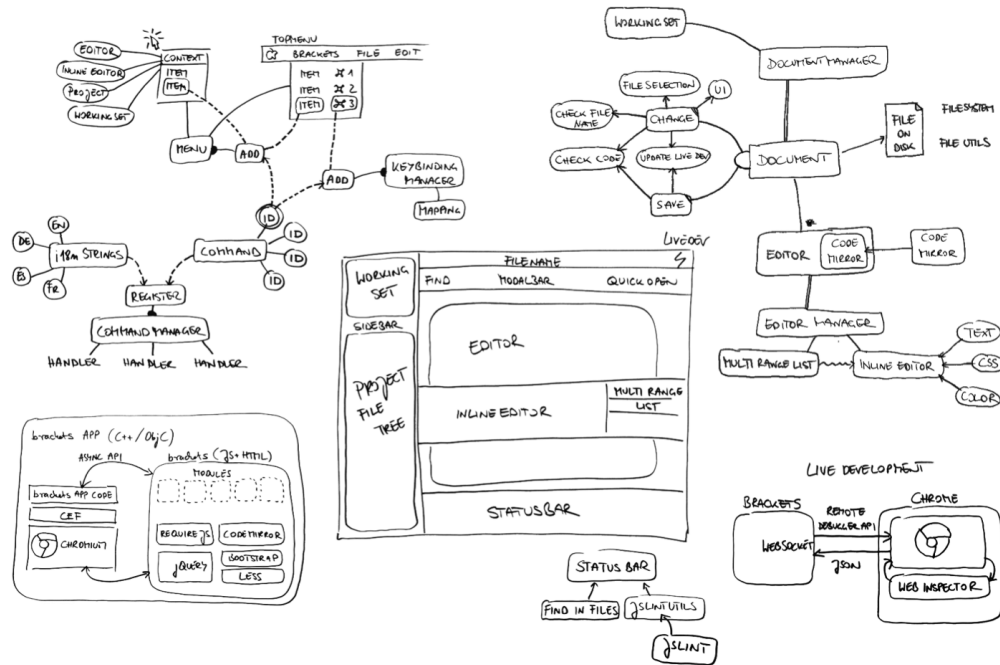 EDITOR
INLINE EDITOR
PROJECT
WORKING SET
CONTEXT
ITEM
ITEM
TOPMENU
BRACKETS FILE EDIT
ITEM ⌘ 1
ITEM ⌘ 2
ITEM ⌘ 3
MENU
ADD
ADD
KEYBINDING
MANAGER
MAPPING
ID
ID
ID
ID
COMMAND
EN
DE
ES
FR
i18n STRINGS
REGISTER
COMMAND MANAGER
HANDLER HANDLER HANDLER
WORKING SET
DOCUMENT MANAGER
FILE SELECTION
UI
CHECK FILE
NAME
CHANGE
CHECK CODE
UPDATE LIVE DEV
SAVE
DOCUMENT
FILE
ON
DISK
FILESYSTEM
FILE UTILS
EDITOR
CODE
MIRROR
CODE
MIRROR
EDITOR MANAGER
MULTI RANGE LIST
INLINE EDITOR
TEXT
CSS
COLOR
LIVEDEV
WORKING
SET
SIDEBAR
PROJECT
FILE
TREE
FILENAME
FIND MODALBAR QUICK OPEN
EDITOR
INLINE EDITOR
MULTI RANGE
LIST
STATUSBAR
brackets APP (C++/ObjC)
ASYNC API
brackets (JS+HTML)
MODULES
brackets APP CODE
CEF
CHROMIUM
REQUIRE JS
CODEMIRROR
JQUERY
BOOTSTRAP
LESS
STATUS BAR
FIND IN FILES
JSLINTUTILS
JSLINT
LIVE DEVELOPMENT
BRACKETS
WEBSOCKET
REMOTE
DEBUGGER API
JSON
CHROME
WEB INSPECTOR